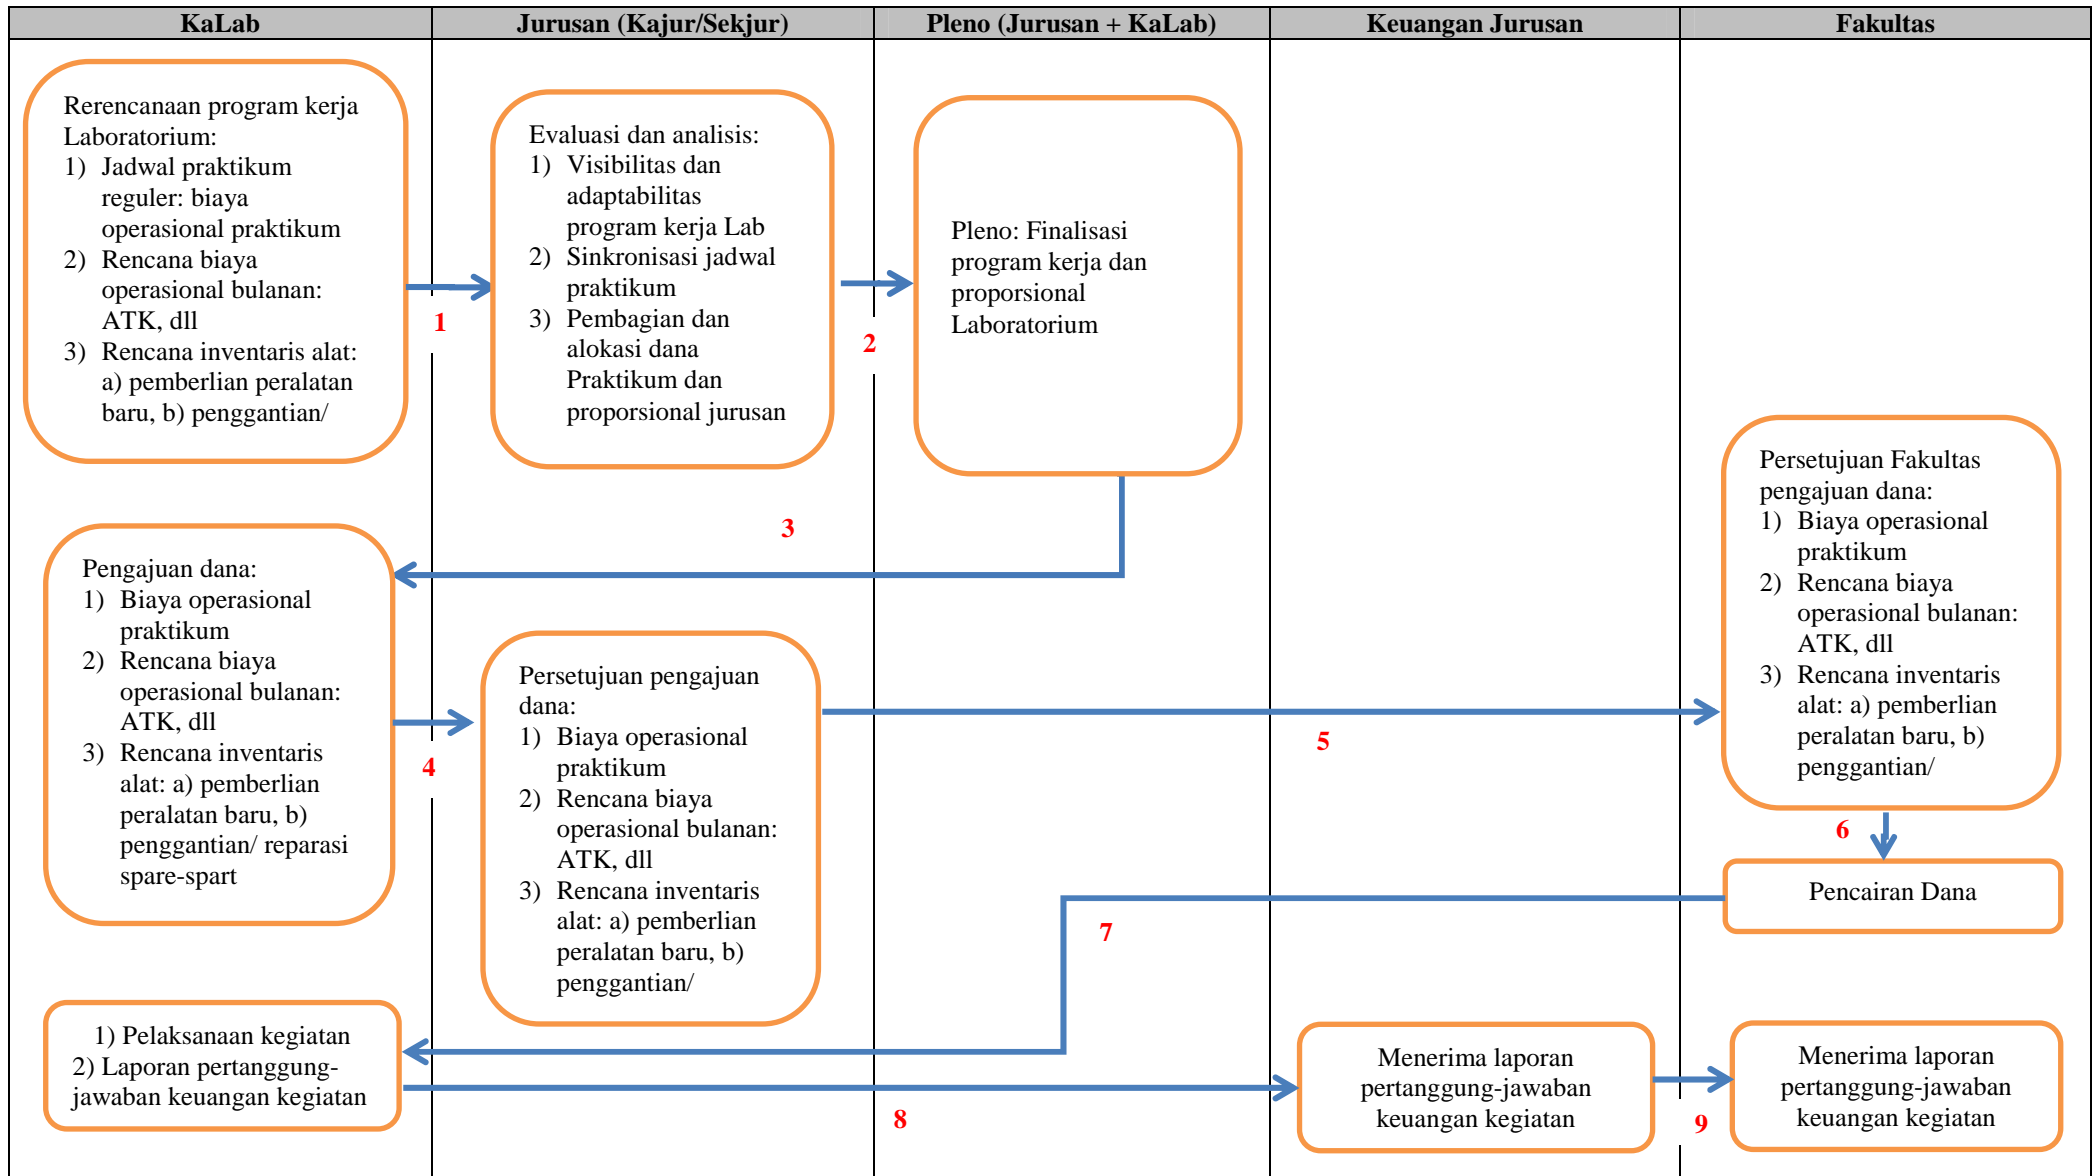 KaLab
Jurusan (Kajur/Sekjur)
Pleno (Jurusan + KaLab)
Keuangan Jurusan
Fakultas
Rerencanaan program kerja
Laboratorium:
1) Jadwal praktikum
reguler: biaya
operasional praktikum
2) Rencana biaya
operasional bulanan:
ATK, dll
3) Rencana inventaris alat:
a) pemberlian peralatan
baru, b) penggantian/
1
Evaluasi dan analisis:
1) Visibilitas dan
adaptabilitas
program kerja Lab
2) Sinkronisasi jadwal
praktikum
3) Pembagian dan
alokasi dana
Praktikum dan
proporsional jurusan
2
Pleno: Finalisasi
program kerja dan
proporsional
Laboratorium
3
Pengajuan dana:
1) Biaya operasional
praktikum
2) Rencana biaya
operasional bulanan:
ATK, dll
3) Rencana inventaris
alat: a) pemberlian
peralatan baru, b)
penggantian/ reparasi
spare-spart
4
Persetujuan pengajuan
dana:
1) Biaya operasional
praktikum
2) Rencana biaya
operasional bulanan:
ATK, dll
3) Rencana inventaris
alat: a) pemberlian
peralatan baru, b)
penggantian/
5
Persetujuan Fakultas
pengajuan dana:
1) Biaya operasional
praktikum
2) Rencana biaya
operasional bulanan:
ATK, dll
3) Rencana inventaris
alat: a) pemberlian
peralatan baru, b)
penggantian/
6
Pencairan Dana
7
1) Pelaksanaan kegiatan
2) Laporan pertanggung-
jawaban keuangan kegiatan
8
Menerima laporan
pertanggung-jawaban
keuangan kegiatan
9
Menerima laporan
pertanggung-jawaban
keuangan kegiatan